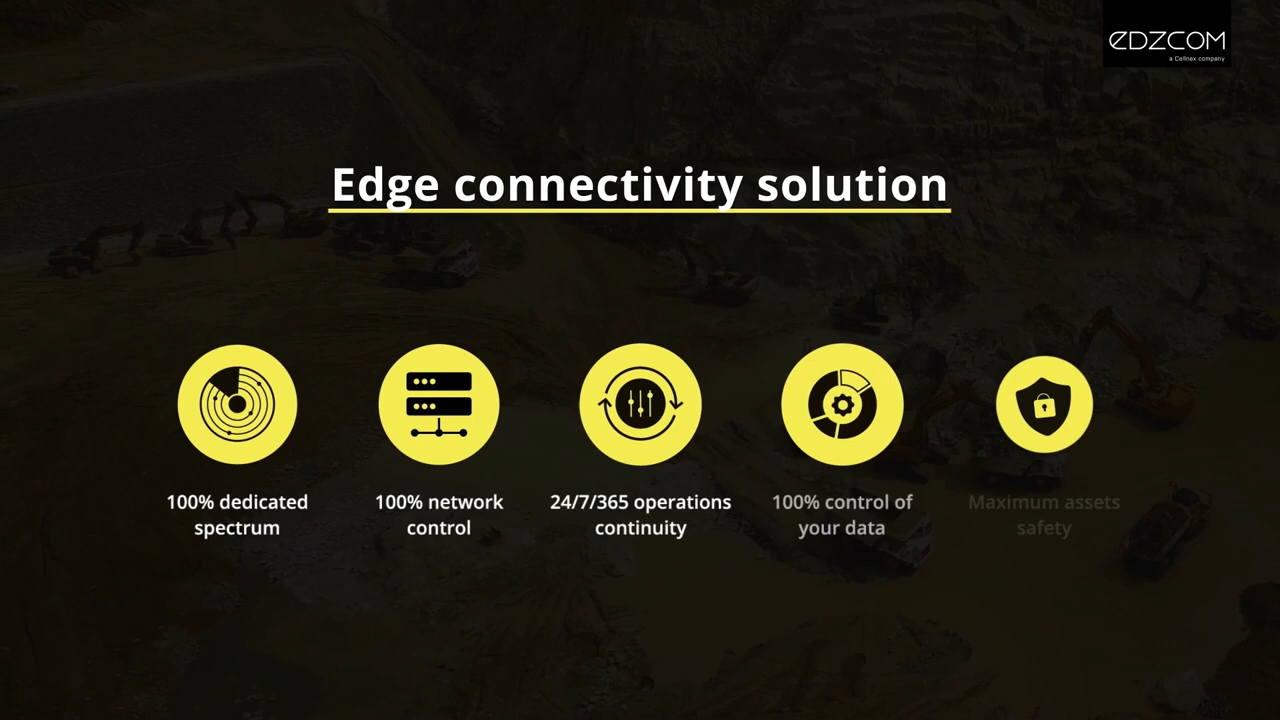 EDZCOM
a Cellnex company
Edge connectivity solution
100% dedicated
spectrum
100% network
control
24/7/365 operations
continuity
100% control of
your data
Maximum assets
safety